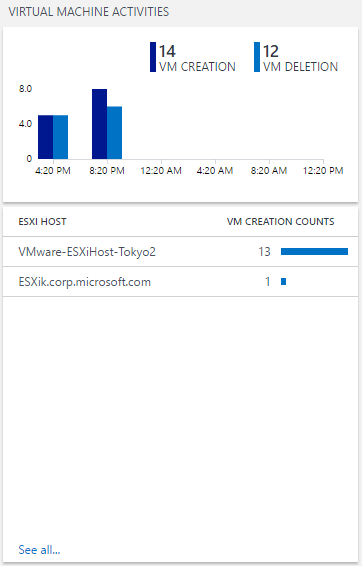 VIRTUAL MACHINE ACTIVITIES
14
VM CREATION
12
VM DELETION
8.0
4.0
0
4:20 PM 8:20 PM 12:20 AM 4:20 AM 8:20 AM 12:20 PM
ESXI HOST VM CREATION COUNTS
VMware-ESXiHost-Tokyo2 13
ESXik.corp.microsoft.com 1
See all...